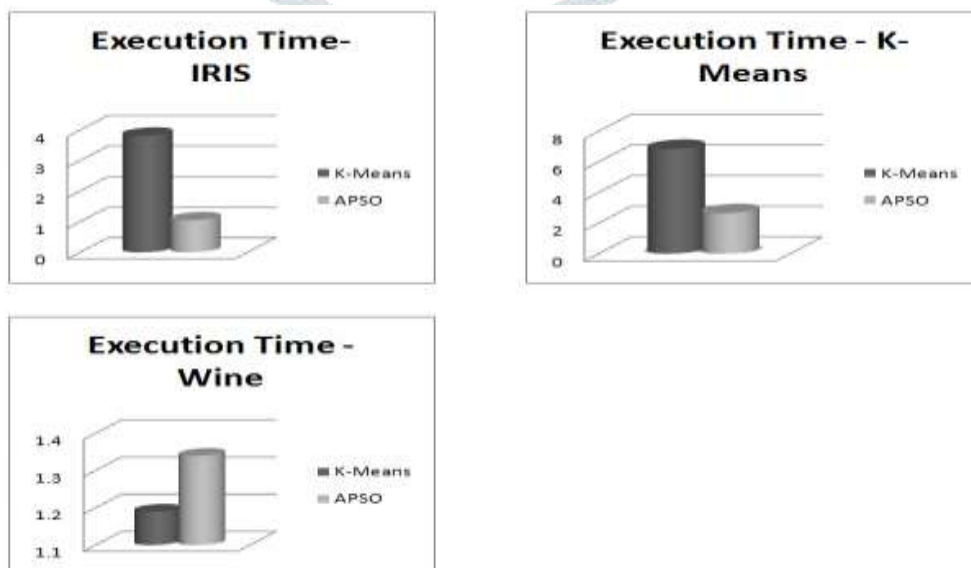 Execution Time-
IRIS
4
3
2
1
0
K-Means
APSO
Execution Time - K-
Means
8
6
4
2
0
K-Means
APSO
Execution Time -
Wine
1.4
1.3
1.2
1.1
K-Means
APSO